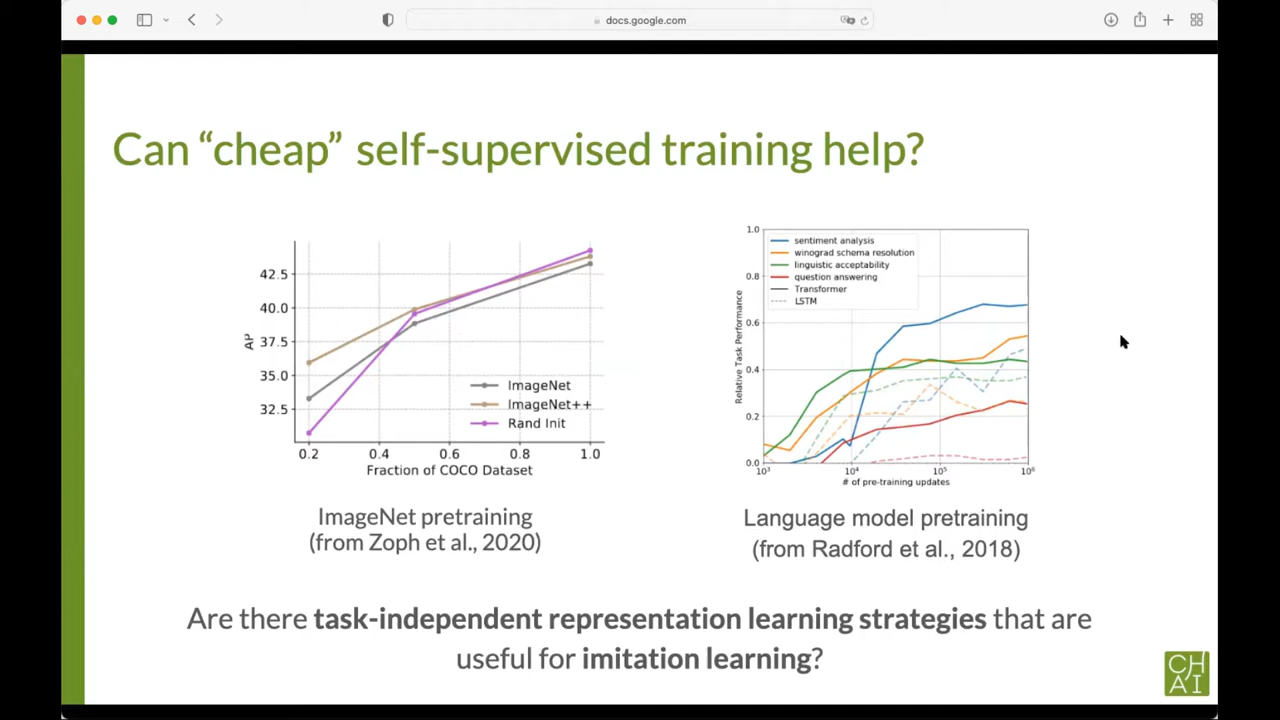 docs.google.com
Can “cheap” self-supervised training help?
42.5
40.0
37.5
35.0
32.5
AP
ImageNet
ImageNet++
Rand Init
0.2 0.4 0.6 0.8 1.0
Fraction of COCO Dataset
ImageNet pretraining
(from Zoph et al., 2020)
1.0
0.8
0.6
0.4
0.2
0.0
Relative Task Performance
sentiment analysis
winograd schema resolution
linguistic acceptability
question answering
Transformer
LSTM
10³ 10⁴ 10⁵ 10⁶
# of pre-training updates
Language model pretraining
(from Radford et al., 2018)
Are there task-independent representation learning strategies that are
useful for imitation learning?
CH
AI